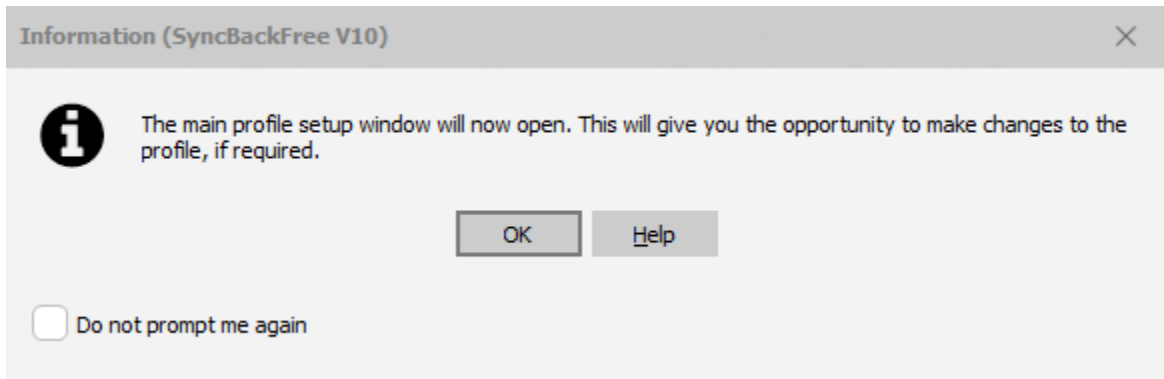 Information (SyncBackFree V10)
The main profile setup window will now open. This will give you the opportunity to make changes to the
profile, if required.
OK
Help
Do not prompt me again